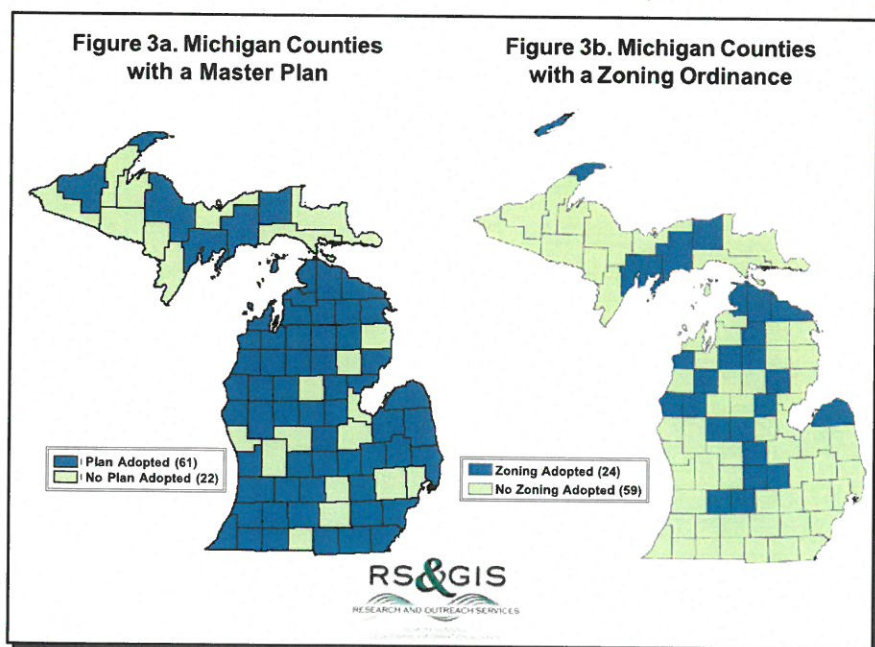 Figure 3a. Michigan Counties
with a Master Plan
Figure 3b. Michigan Counties
with a Zoning Ordinance
Plan Adopted (61)
No Plan Adopted (22)
Zoning Adopted (24)
No Zoning Adopted (59)
RS&GIS
RESEARCH AND OUTREACH SERVICES